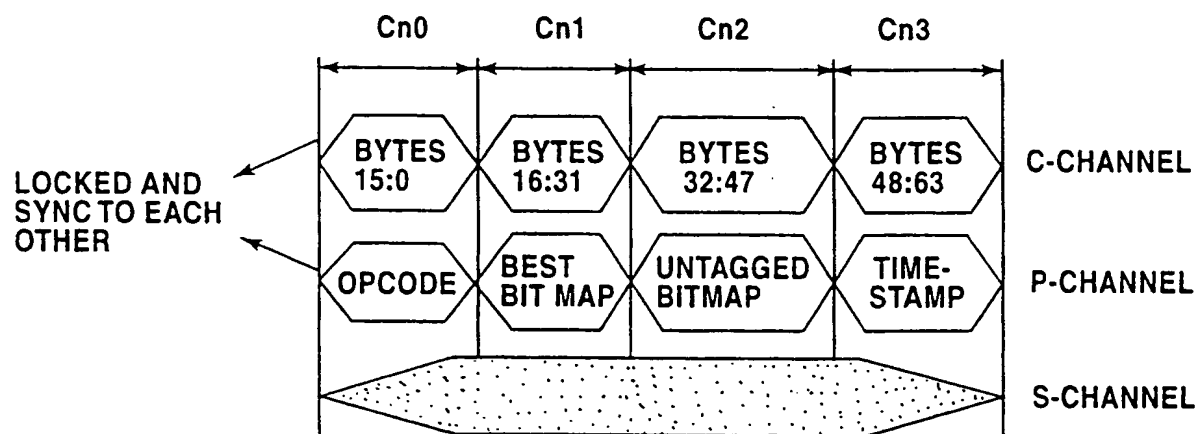 Cn0 Cn1 Cn2 Cn3
BYTES 15:0
BYTES 16:31
BYTES 32:47
BYTES 48:63
C-CHANNEL
LOCKED AND
SYNC TO EACH
OTHER
OPCODE
BEST
BIT MAP
UNTAGGED
BITMAP
TIME-
STAMP
P-CHANNEL
S-CHANNEL